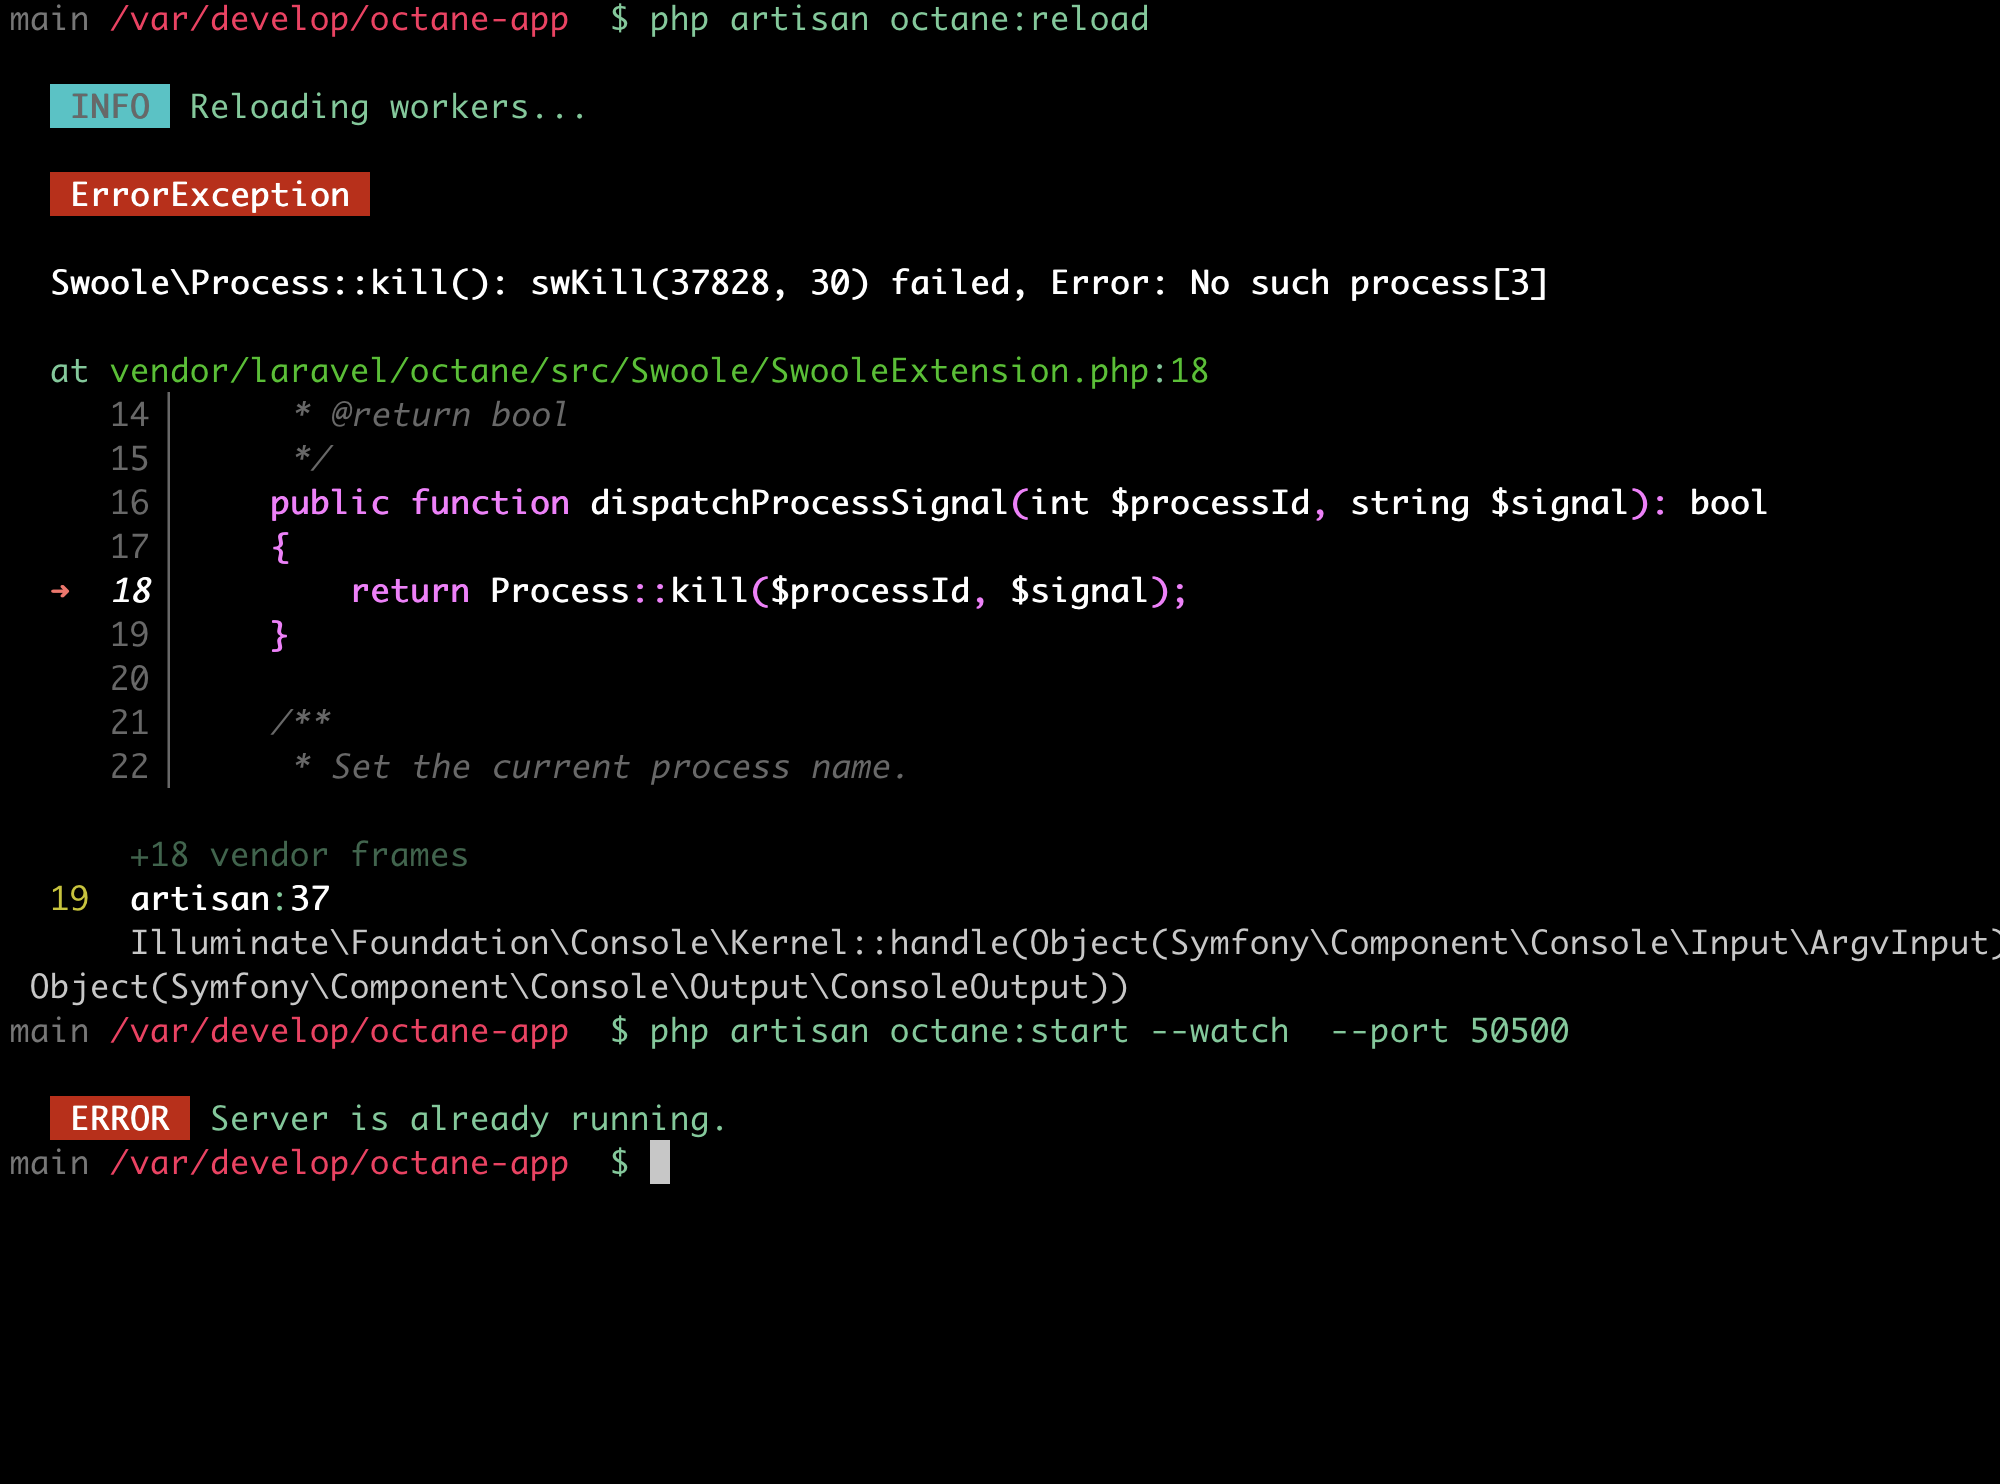 main /var/develop/octane-app  $ php artisan octane:reload
INFO Reloading workers...
ErrorException
Swoole\Process::kill(): swKill(37828, 30) failed, Error: No such process[3]
at vendor/laravel/octane/src/Swoole/SwooleExtension.php:18
14 * @return bool
15 */
16 public function dispatchProcessSignal(int $processId, string $signal): bool
17 {
➜ 18 return Process::kill($processId, $signal);
19 }
20
21 /**
22 * Set the current process name.
+18 vendor frames
19 artisan:37
Illuminate\Foundation\Console\Kernel::handle(Object(Symfony\Component\Console\Input\ArgvInput)
Object(Symfony\Component\Console\Output\ConsoleOutput))
main /var/develop/octane-app  $ php artisan octane:start --watch  --port 50500
ERROR Server is already running.
main /var/develop/octane-app  $